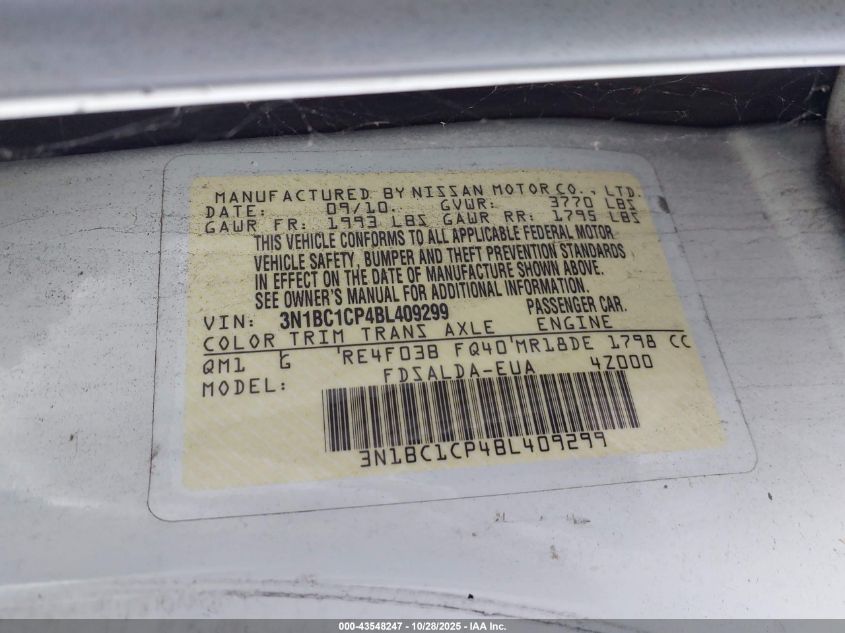 MANUFACTURED BY NISSAN MOTOR CO., LTD.
DATE: 09/10 GVWR: 3770 LBS
GAWR FR: 1993 LBS GAWR RR: 1795 LBS
THIS VEHICLE CONFORMS TO ALL APPLICABLE FEDERAL MOTOR
VEHICLE SAFETY, BUMPER AND THEFT PREVENTION STANDARDS
IN EFFECT ON THE DATE OF MANUFACTURE SHOWN ABOVE.
SEE OWNER'S MANUAL FOR ADDITIONAL INFORMATION.
VIN: 3N1BC1CP4BL409299 PASSENGER CAR.
COLOR TRIM TRANS AXLE ENGINE
QM1 G RE4F03B FQ40 MR18DE 1798 CC
MODEL: FDSALDA-EUA 4Z000
3N1BC1CP4BL409299
000-43548247 - 10/28/2025 - IAA Inc.